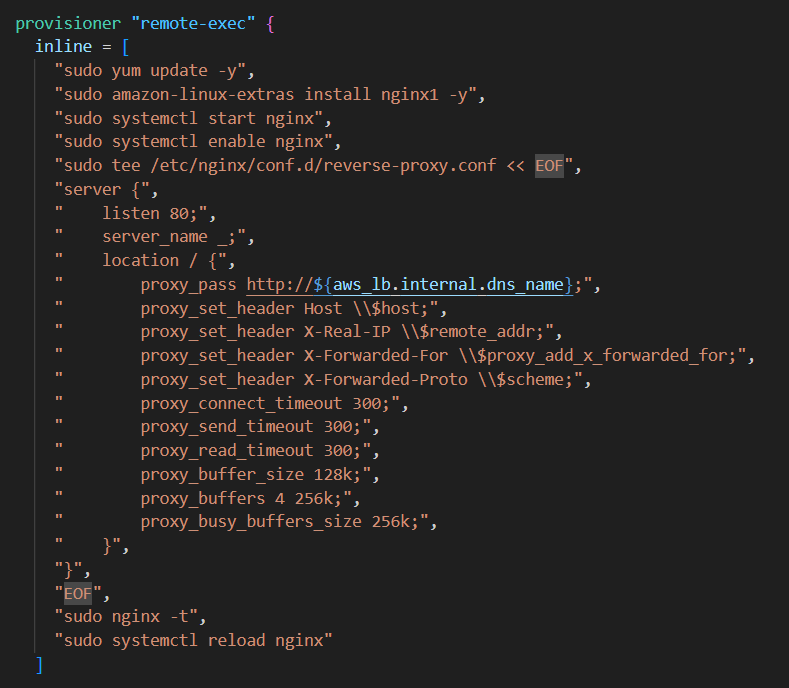 provisioner "remote-exec" {
  inline = [
    "sudo yum update -y",
    "sudo amazon-linux-extras install nginx1 -y",
    "sudo systemctl start nginx",
    "sudo systemctl enable nginx",
    "sudo tee /etc/nginx/conf.d/reverse-proxy.conf << EOF",
    "server {",
    "    listen 80;",
    "    server_name _;",
    "    location / {",
    "        proxy_pass http://${aws_lb.internal.dns_name};",
    "        proxy_set_header Host \\$host;",
    "        proxy_set_header X-Real-IP \\$remote_addr;",
    "        proxy_set_header X-Forwarded-For \\$proxy_add_x_forwarded_for;",
    "        proxy_set_header X-Forwarded-Proto \\$scheme;",
    "        proxy_connect_timeout 300;",
    "        proxy_send_timeout 300;",
    "        proxy_read_timeout 300;",
    "        proxy_buffer_size 128k;",
    "        proxy_buffers 4 256k;",
    "        proxy_busy_buffers_size 256k;",
    "    }",
    "}",
    "EOF",
    "sudo nginx -t",
    "sudo systemctl reload nginx"
  ]